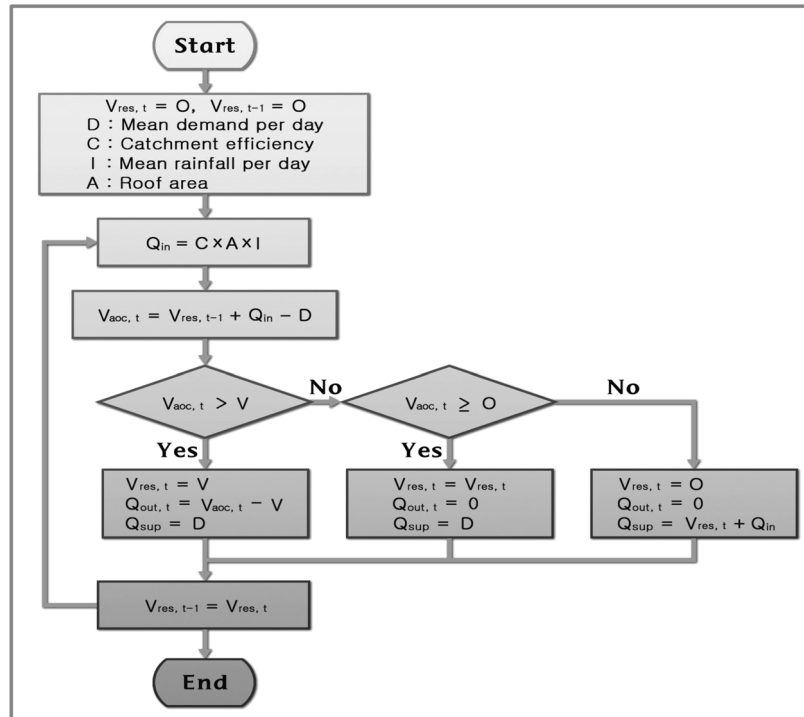 Start
Vres, t = O, Vres, t-1 = O
D : Mean demand per day
C : Catchment efficiency
I : Mean rainfall per day
A : Roof area
Qin = C×A×I
Vaoc, t = Vres, t-1 + Qin − D
Vaoc, t > V
No
Vaoc, t ≥ O
No
Yes
Yes
Vres, t = V
Qout, t = Vaoc, t − V
Qsup = D
Vres, t = Vres, t
Qout, t = 0
Qsup = D
Vres, t = O
Qout, t = 0
Qsup = Vres, t + Qin
Vres, t-1 = Vres, t
End